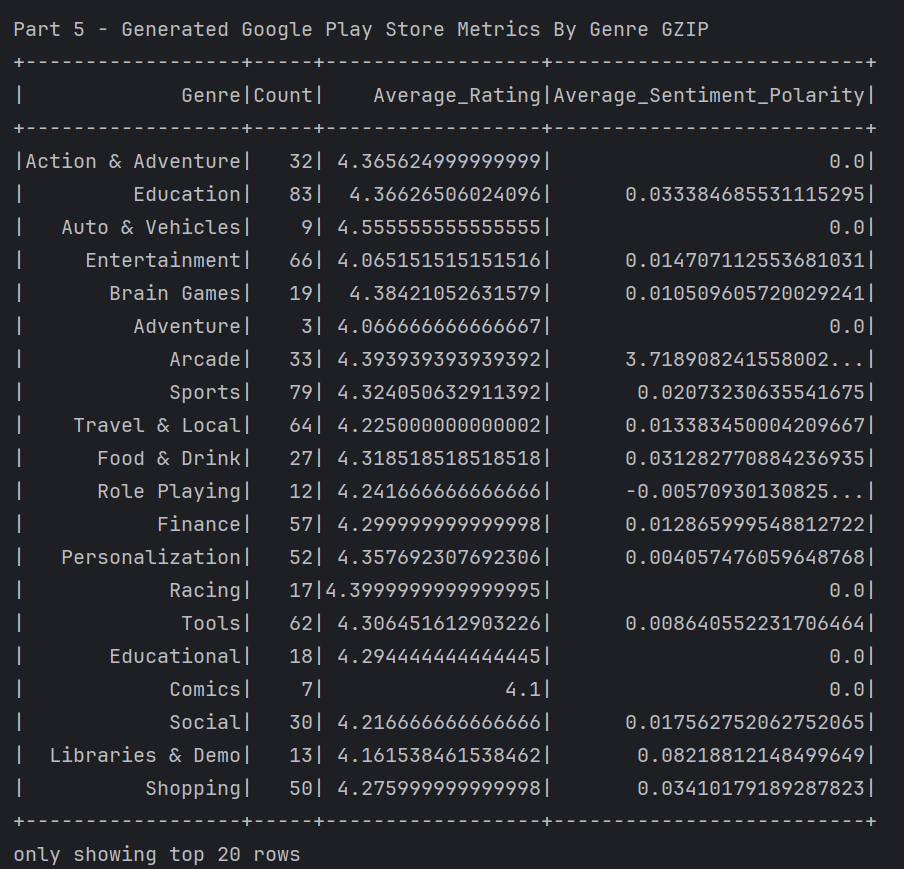 Part 5 - Generated Google Play Store Metrics By Genre GZIP
+------------------+-----+------------------+--------------------------+
|             Genre|Count|    Average_Rating|Average_Sentiment_Polarity|
+------------------+-----+------------------+--------------------------+
|Action & Adventure|   32| 4.365624999999999|                       0.0|
|         Education|   83|  4.36626506024096|      0.033384685531115295|
|   Auto & Vehicles|    9| 4.555555555555555|                       0.0|
|     Entertainment|   66| 4.065151515151516|      0.014707112553681031|
|       Brain Games|   19|  4.38421052631579|      0.010509605720029241|
|         Adventure|    3| 4.066666666666667|                       0.0|
|            Arcade|   33| 4.393939393939392|      3.718908241558002...|
|            Sports|   79| 4.324050632911392|       0.02073230635541675|
|    Travel & Local|   64| 4.225000000000002|      0.013383450004209667|
|      Food & Drink|   27| 4.318518518518518|      0.031282770884236935|
|      Role Playing|   12| 4.241666666666666|      -0.00570930130825...|
|           Finance|   57| 4.299999999999998|      0.012865999548812722|
|   Personalization|   52| 4.357692307692306|      0.004057476059648768|
|            Racing|   17|4.3999999999999995|                       0.0|
|             Tools|   62| 4.306451612903226|      0.008640552231706464|
|       Educational|   18| 4.294444444444445|                       0.0|
|            Comics|    7|               4.1|                       0.0|
|            Social|   30| 4.216666666666666|      0.017562752062752065|
|  Libraries & Demo|   13| 4.161538461538462|       0.08218812148499649|
|          Shopping|   50| 4.275999999999998|       0.03410179189287823|
+------------------+-----+------------------+--------------------------+
only showing top 20 rows